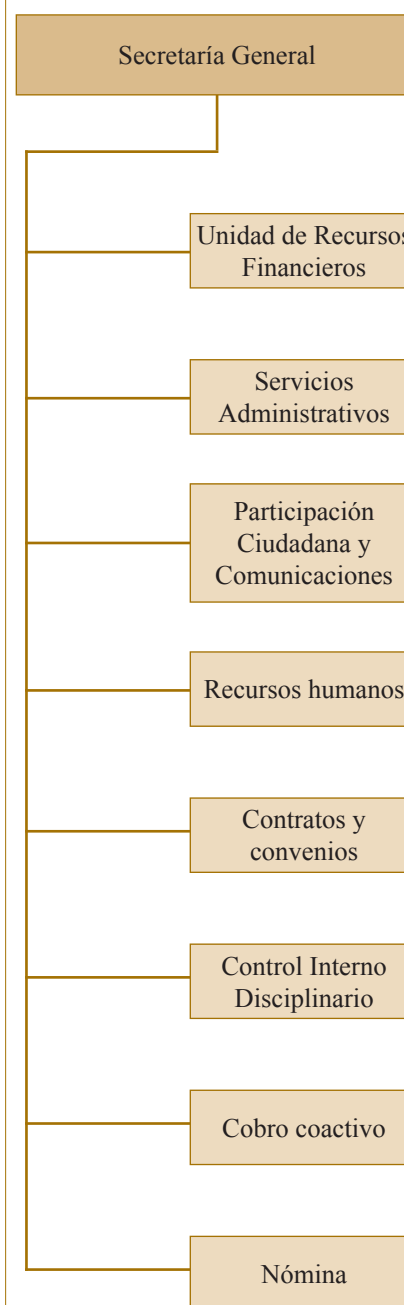 Secretaría General
Unidad de Recursos
Financieros
Servicios
Administrativos
Participación
Ciudadana y
Comunicaciones
Recursos humanos
Contratos y
convenios
Control Interno
Disciplinario
Cobro coactivo
Nómina